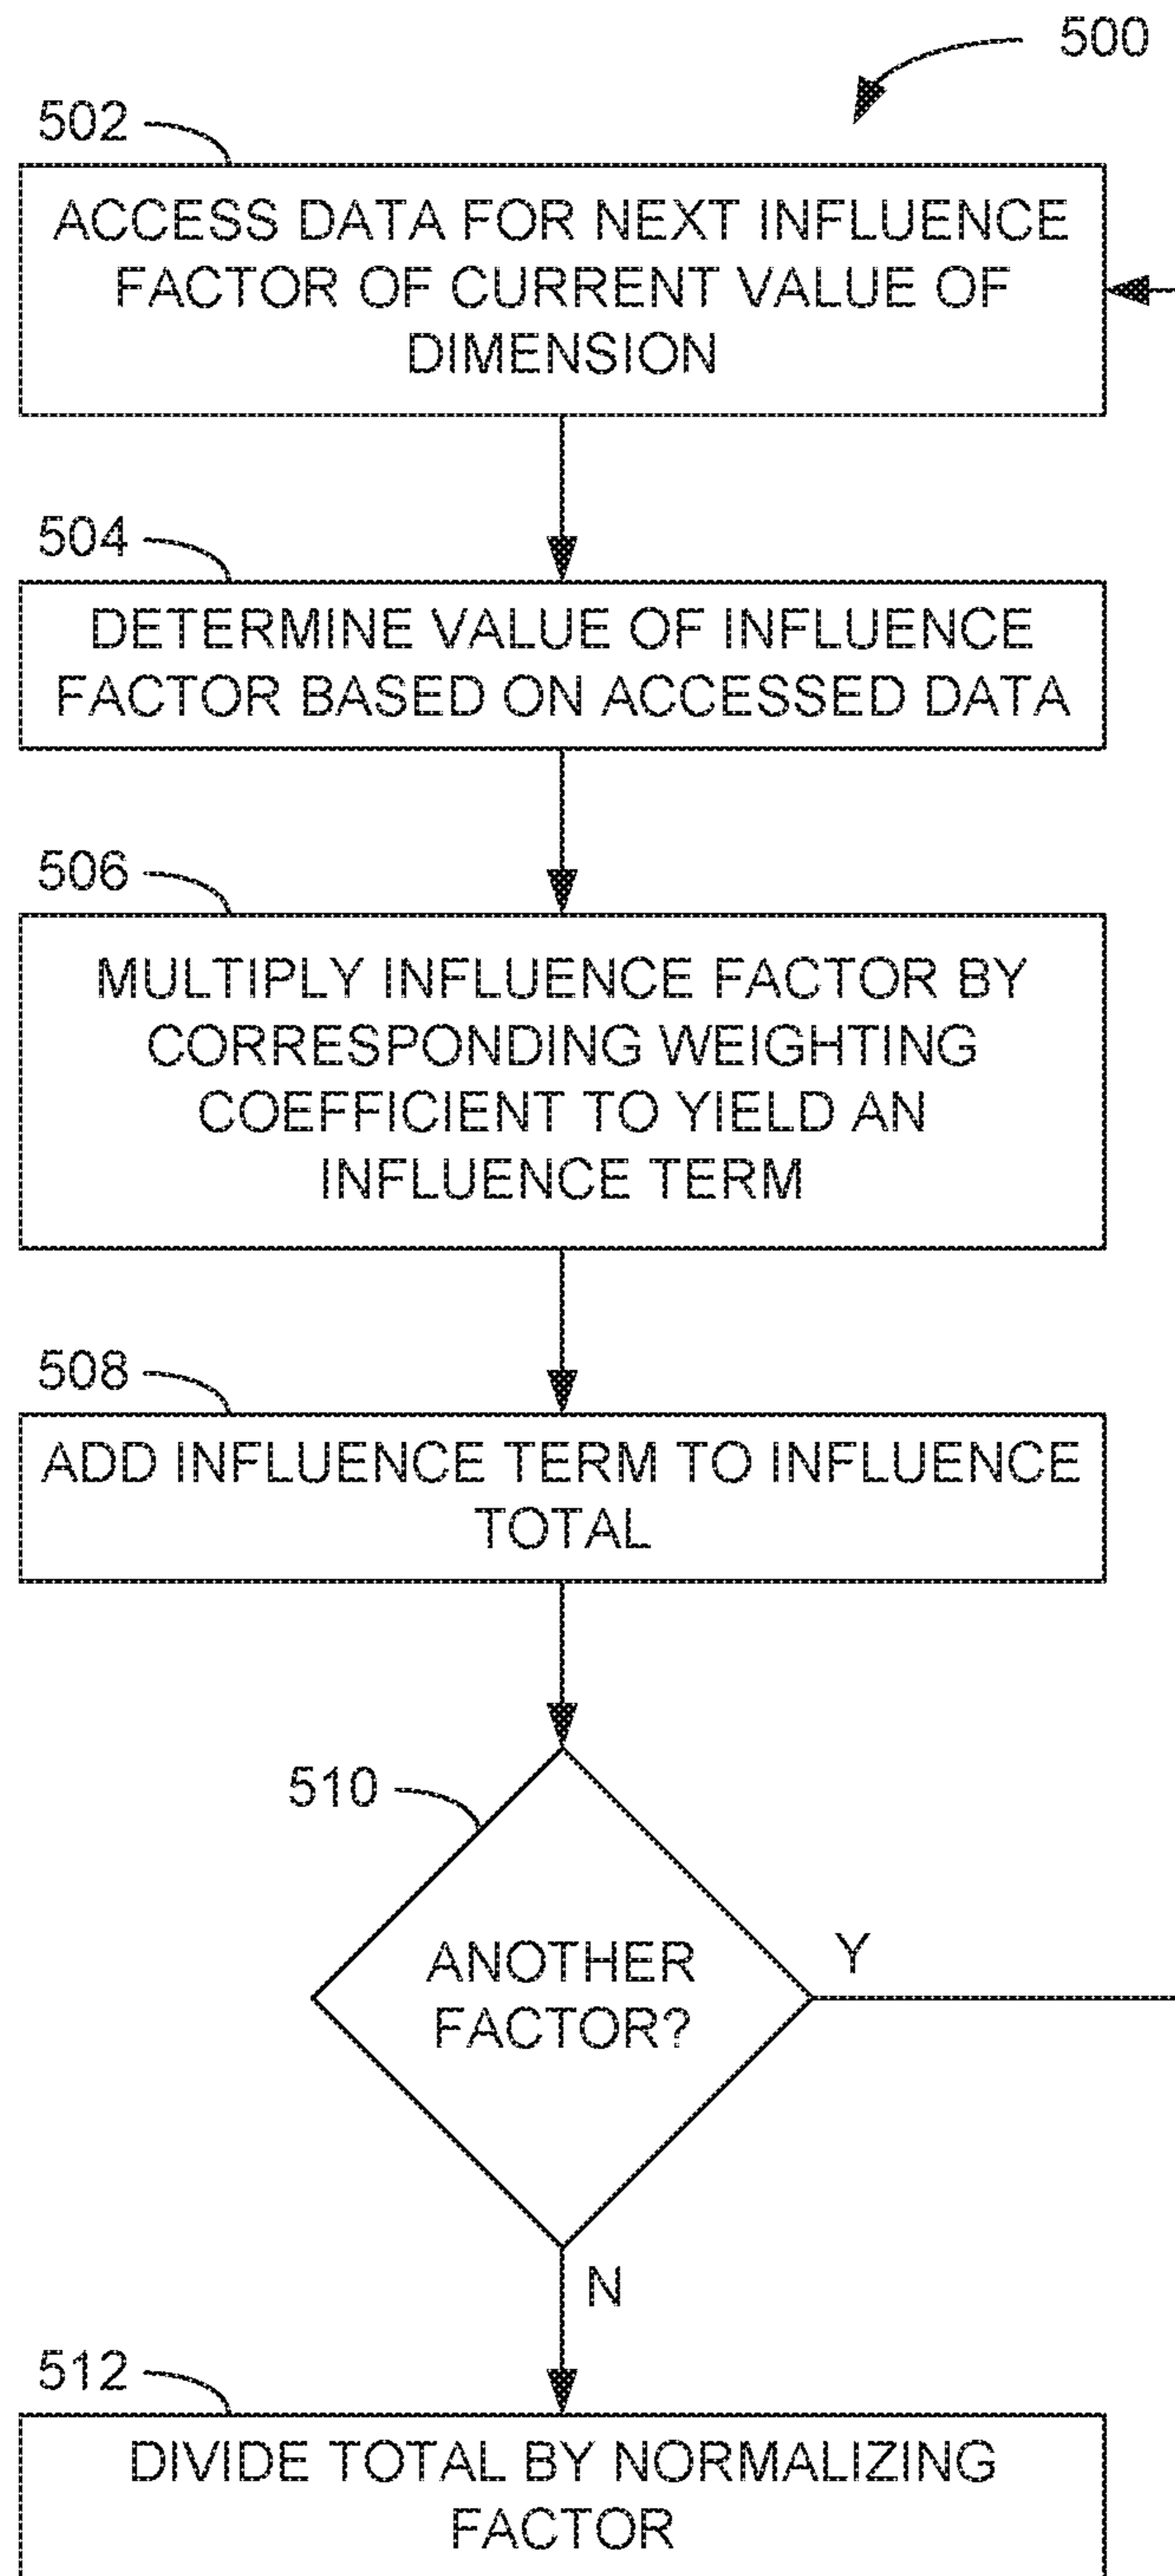 500
502
ACCESS DATA FOR NEXT INFLUENCE
FACTOR OF CURRENT VALUE OF
DIMENSION
504
DETERMINE VALUE OF INFLUENCE
FACTOR BASED ON ACCESSED DATA
506
MULTIPLY INFLUENCE FACTOR BY
CORRESPONDING WEIGHTING
COEFFICIENT TO YIELD AN
INFLUENCE TERM
508
ADD INFLUENCE TERM TO INFLUENCE
TOTAL
510
ANOTHER
FACTOR?
Y
N
512
DIVIDE TOTAL BY NORMALIZING
FACTOR